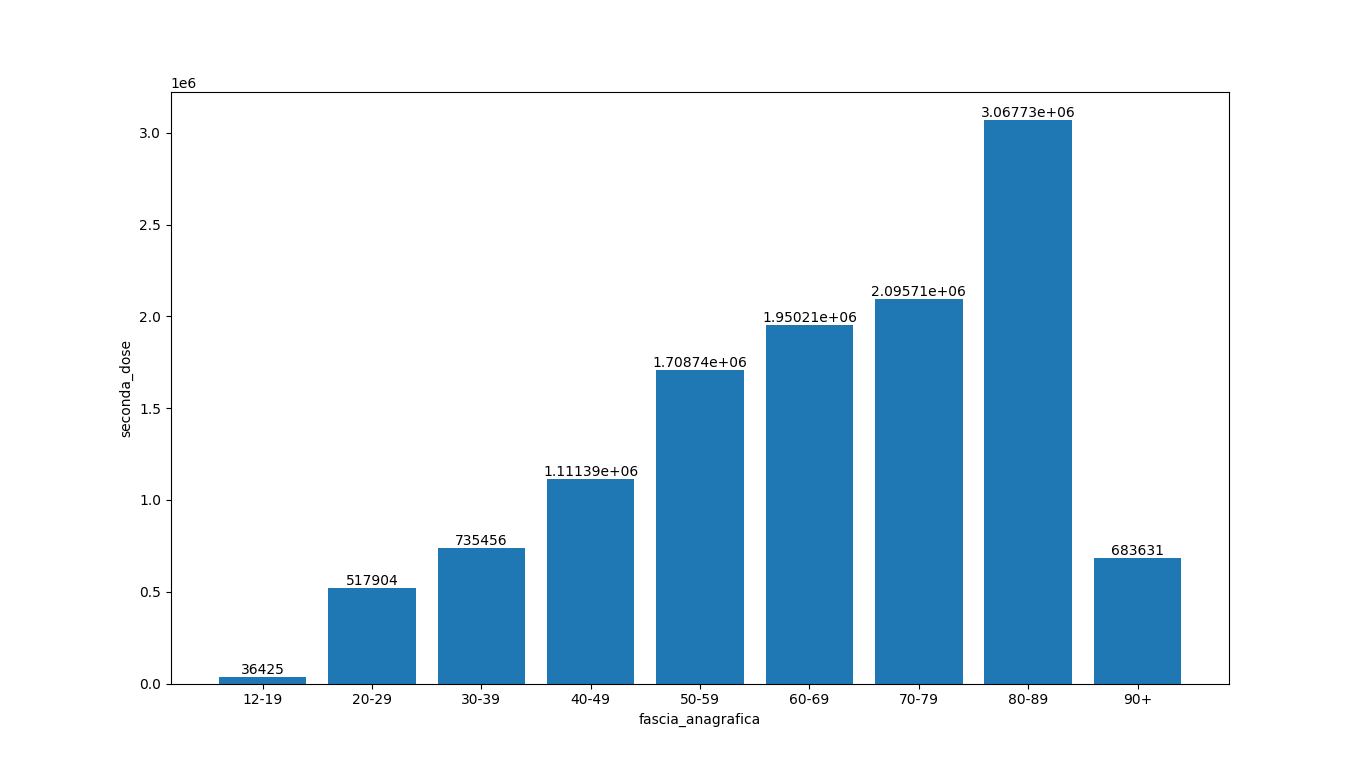 1e6
3.0
2.5
2.0
1.5
1.0
0.5
0.0
seconda_dose
36425
517904
735456
1.11139e+06
1.70874e+06
1.95021e+06
2.09571e+06
3.06773e+06
683631
12-19 20-29 30-39 40-49 50-59 60-69 70-79 80-89 90+
fascia_anagrafica